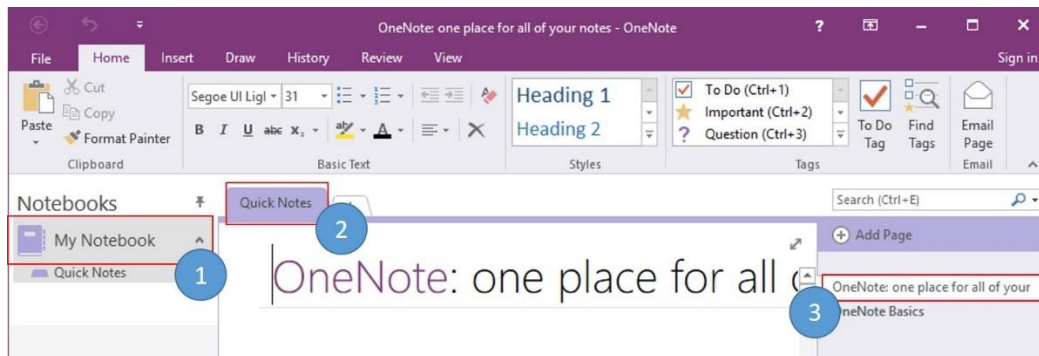 OneNote: one place for all of your notes - OneNote
?
File Home Insert Draw History Review View Sign in
Paste
Cut
Copy
Format Painter
Clipboard
Segoe UI Ligl 31
B I U abc X₂ aby A
Basic Text
Heading 1
Heading 2
Styles
To Do (Ctrl+1)
Important (Ctrl+2)
? Question (Ctrl+3)
To Do
Tag
Find
Tags
Tags
Email
Page
Email
Notebooks
My Notebook
Quick Notes
1
Quick Notes
2
OneNote: one place for all
Search (Ctrl+E)
Add Page
OneNote: one place for all of your
3
OneNote Basics